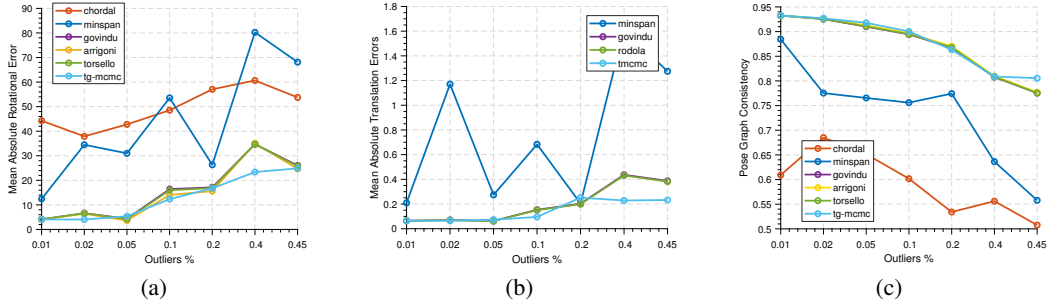 chordal
minspan
govindu
arrigoni
torsello
tg-mcmc
90
80
70
60
50
40
30
20
10
0
0.01 0.02 0.05 0.1 0.2 0.4 0.45
Mean Absolute Rotational Error
Outliers %
(a)
minspan
govindu
rodola
tmcmc
1.8
1.6
1.4
1.2
1
0.8
0.6
0.4
0.2
0
0.01 0.02 0.05 0.1 0.2 0.4 0.45
Mean Absolute Translation Errors
Outliers %
(b)
0.95
0.9
0.85
0.8
0.75
0.7
0.65
0.6
0.55
0.5
chordal
minspan
govindu
arrigoni
torsello
tg-mcmc
0.01 0.02 0.05 0.1 0.2 0.4 0.45
Pose Graph Consistency
Outliers %
(c)